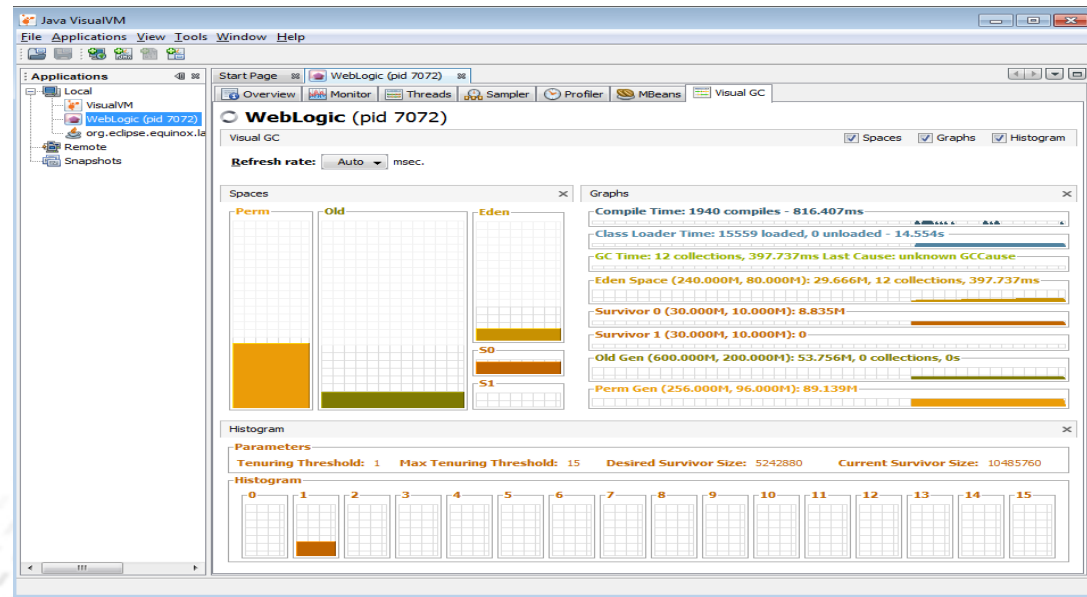 Java VisualVM
File Applications View Tools Window Help
Applications
Local
VisualVM
WebLogic (pid 7072)
org.eclipse.equinox.la
Remote
Snapshots
Start Page WebLogic (pid 7072)
Overview Monitor Threads Sampler Profiler MBeans Visual GC
WebLogic (pid 7072)
Visual GC Spaces Graphs Histogram
Refresh rate: Auto msec.
Spaces
Perm Old Eden
S0
S1
Graphs
Compile Time: 1940 compiles - 816.407ms
Class Loader Time: 15559 loaded, 0 unloaded - 14.554s
GC Time: 12 collections, 397.737ms Last Cause: unknown GCCause
Eden Space (240.000M, 80.000M): 29.666M, 12 collections, 397.737ms
Survivor 0 (30.000M, 10.000M): 8.835M
Survivor 1 (30.000M, 10.000M): 0
Old Gen (600.000M, 200.000M): 53.756M, 0 collections, 0s
Perm Gen (256.000M, 96.000M): 89.139M
Histogram
Parameters
Tenuring Threshold: 1 Max Tenuring Threshold: 15 Desired Survivor Size: 5242880 Current Survivor Size: 10485760
Histogram
0 1 2 3 4 5 6 7 8 9 10 11 12 13 14 15